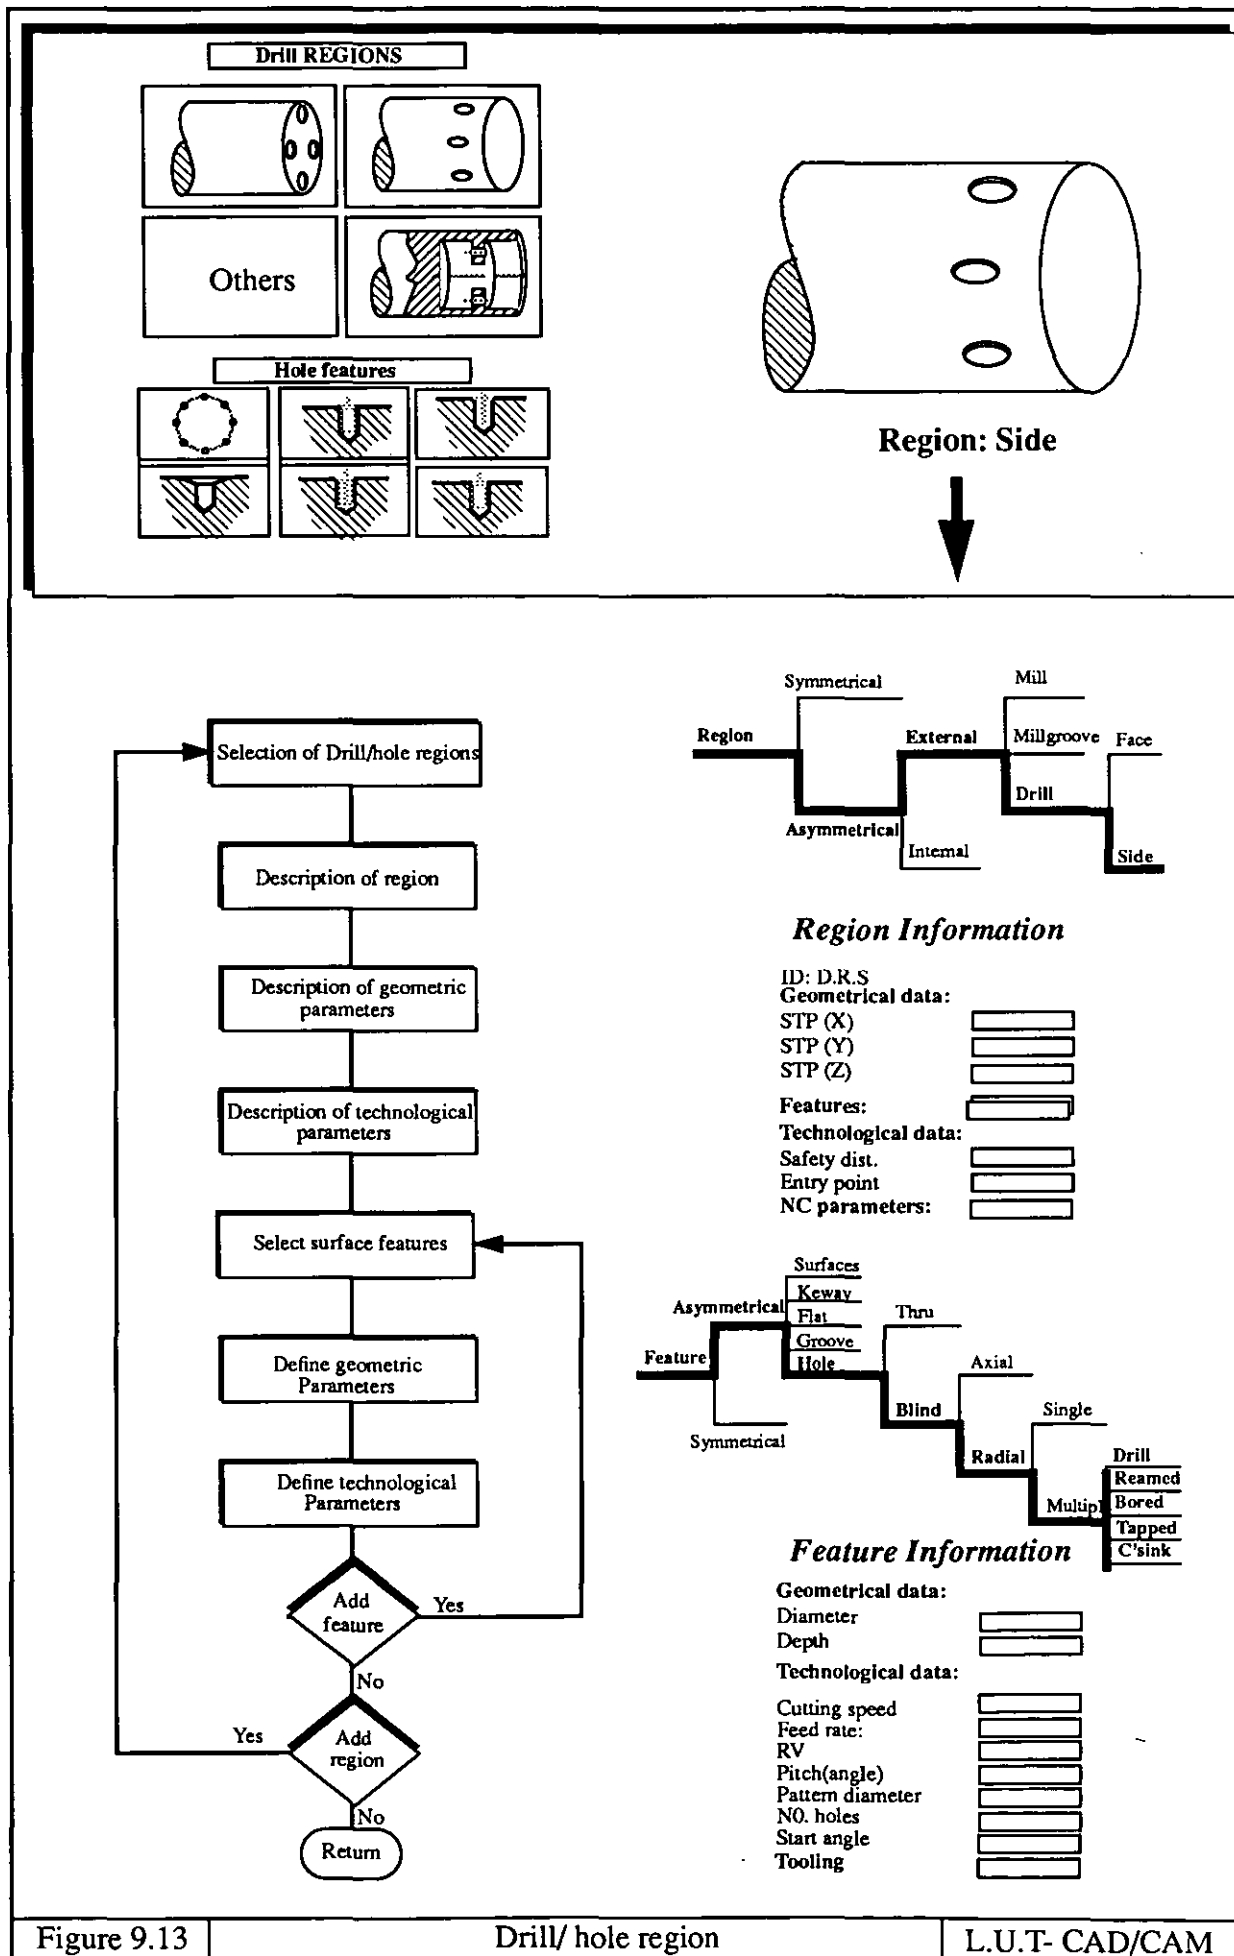 Drill REGIONS
Others
Hole features
Region: Side
Selection of Drill/hole regions
Description of region
Description of geometric
parameters
Description of technological
parameters
Select surface features
Define geometric
Parameters
Define technological
Parameters
Add
feature
Yes
No
Add
region
Yes
No
Return
Symmetrical
Mill
Region
External
Millgroove
Face
Drill
Asymmetrical
Internal
Side
Region Information
ID: D.R.S
Geometrical data:
STP (X)
STP (Y)
STP (Z)
Features:
Technological data:
Safety dist.
Entry point
NC parameters:
Surfaces
Keway
Asymmetrical
Flat
Thru
Groove
Feature
Hole
Axial
Blind
Single
Symmetrical
Radial
Drill
Reamed
Multipl
Bored
Tapped
C'sink
Feature Information
Geometrical data:
Diameter
Depth
Technological data:
Cutting speed
Feed rate:
RV
Pitch(angle)
Pattern diameter
N0. holes
Start angle
Tooling
Figure 9.13
Drill/ hole region
L.U.T- CAD/CAM